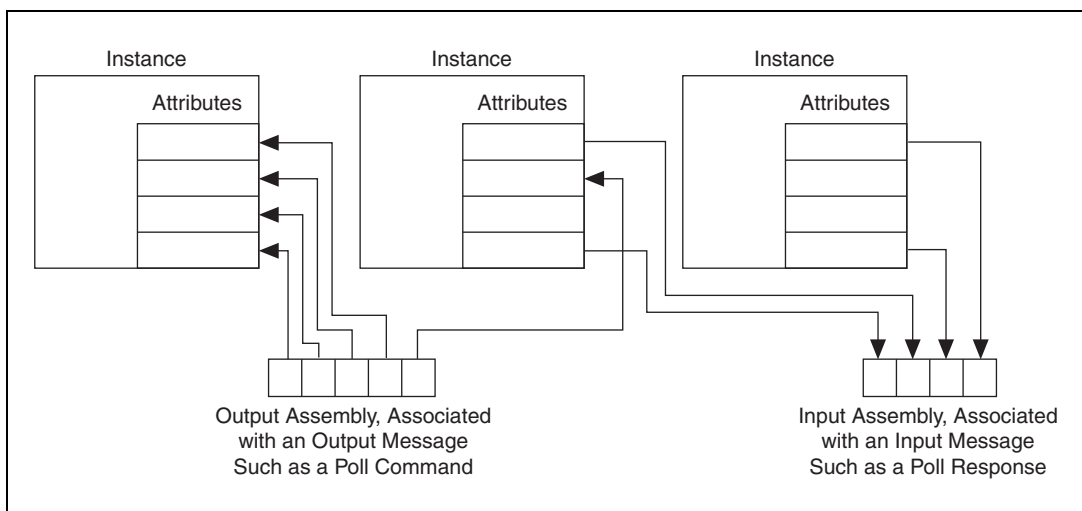 Instance
Attributes
Instance
Attributes
Instance
Attributes
Output Assembly, Associated
with an Output Message
Such as a Poll Command
Input Assembly, Associated
with an Input Message
Such as a Poll Response